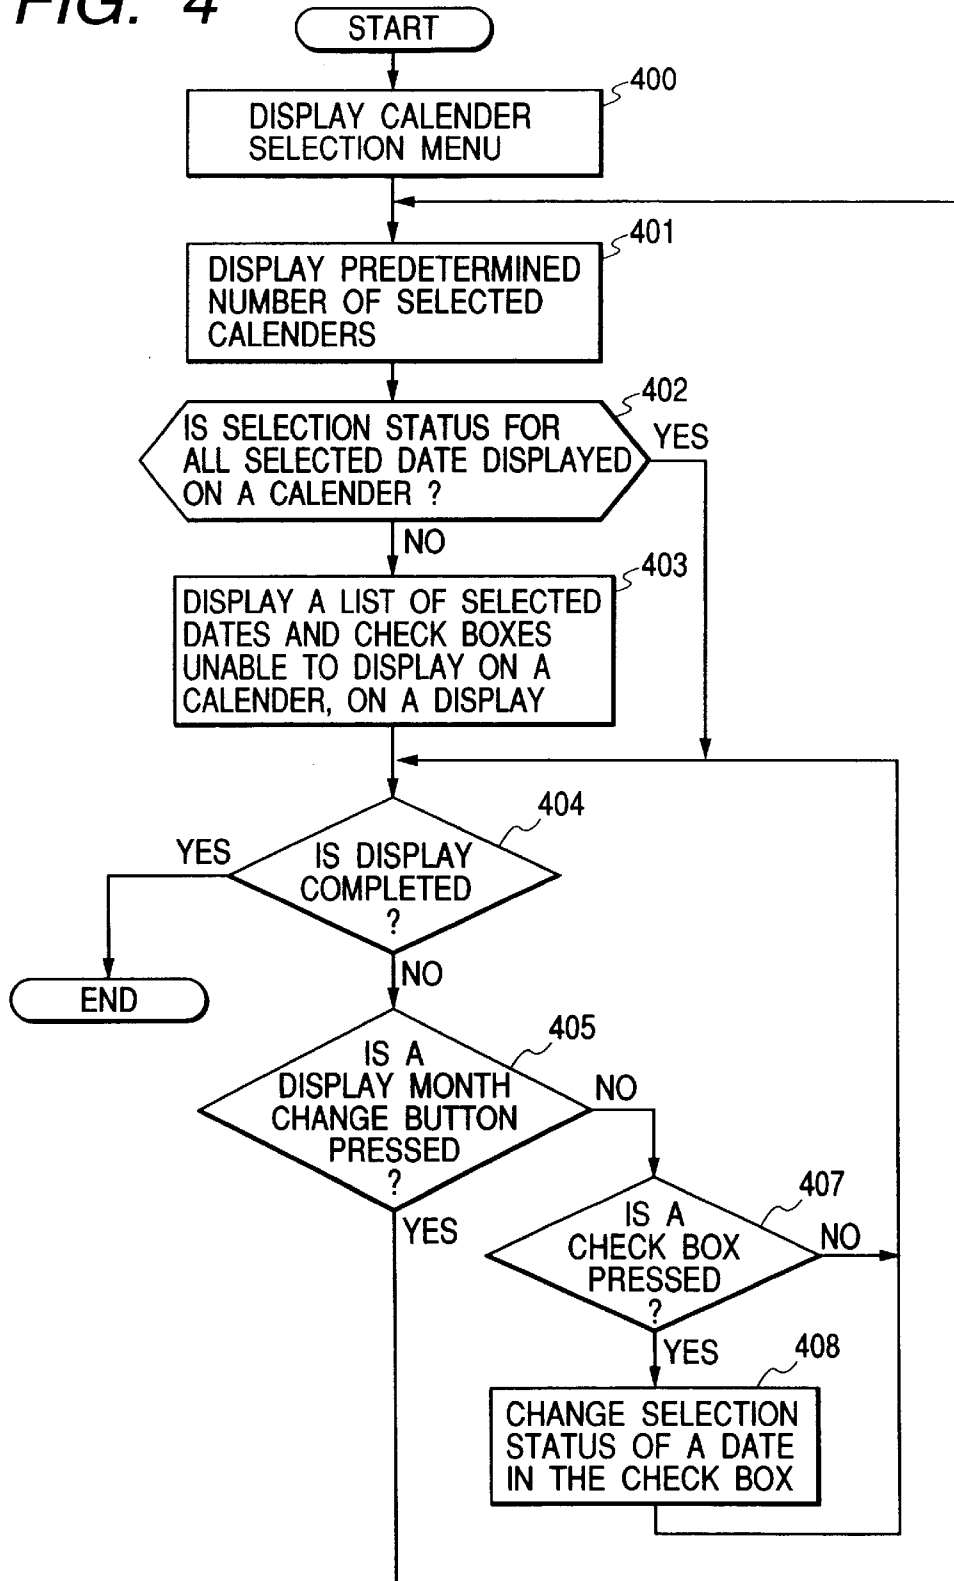 FIG. 4
START
400
DISPLAY CALENDER
SELECTION MENU
401
DISPLAY PREDETERMINED
NUMBER OF SELECTED
CALENDERS
402
IS SELECTION STATUS FOR
ALL SELECTED DATE DISPLAYED
ON A CALENDER ?
YES
NO
403
DISPLAY A LIST OF SELECTED
DATES AND CHECK BOXES
UNABLE TO DISPLAY ON A
CALENDER, ON A DISPLAY
404
YES
IS DISPLAY
COMPLETED
?
NO
END
405
IS A
DISPLAY MONTH
CHANGE BUTTON
PRESSED
?
NO
YES
407
IS A
CHECK BOX
PRESSED
?
NO
YES
408
CHANGE SELECTION
STATUS OF A DATE
IN THE CHECK BOX